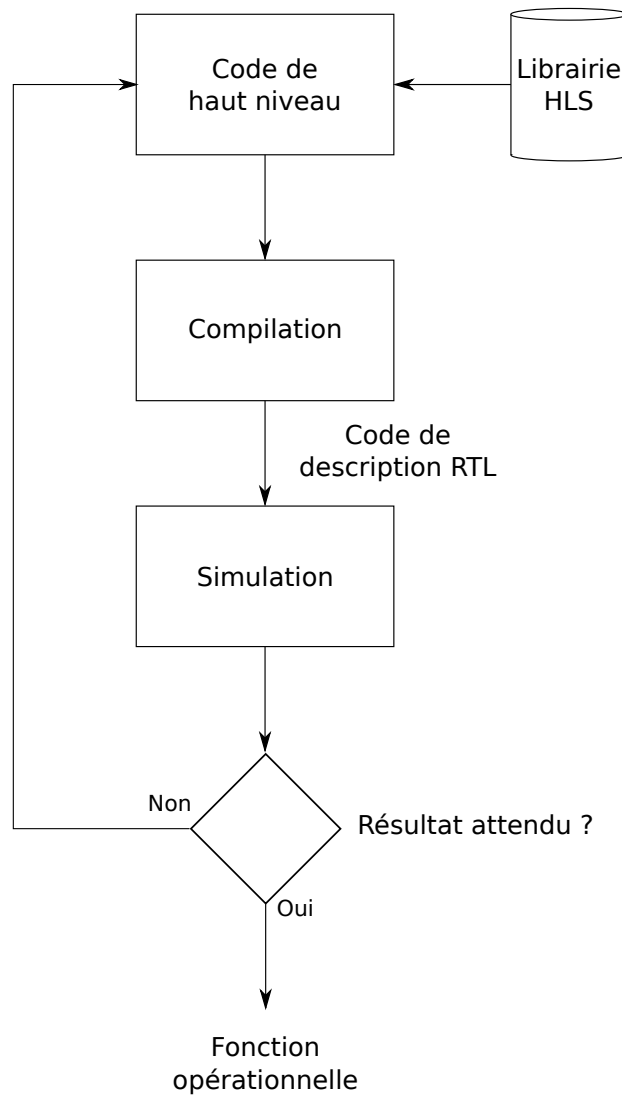 Code de
haut niveau
Librairie
HLS
Compilation
Code de
description RTL
Simulation
Non
Résultat attendu ?
Oui
Fonction
opérationnelle